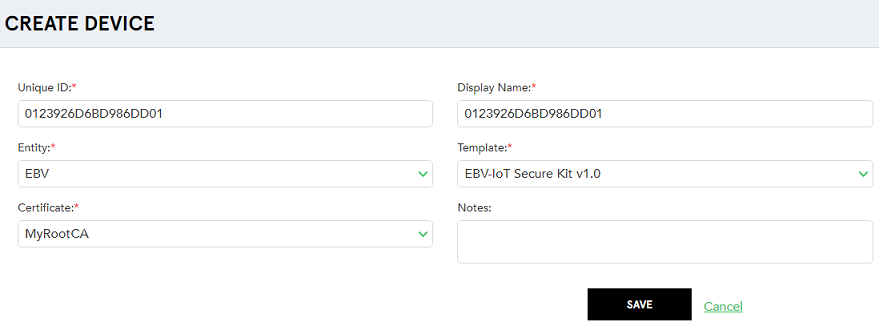 CREATE DEVICE
Unique ID:*
Display Name:*
0123926D6BD986DD01
0123926D6BD986DD01
Entity:*
Template:*
EBV
EBV-IoT Secure Kit v1.0
Certificate:*
Notes:
MyRootCA
SAVE
Cancel